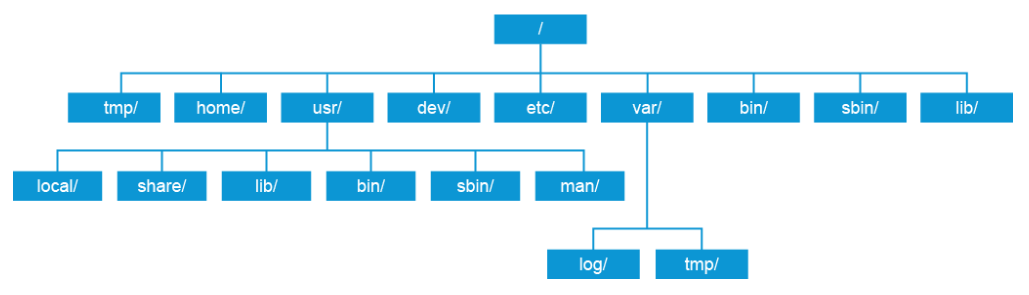 /
tmp/ home/ usr/ dev/ etc/ var/ bin/ sbin/ lib/
local/ share/ lib/ bin/ sbin/ man/
log/ tmp/